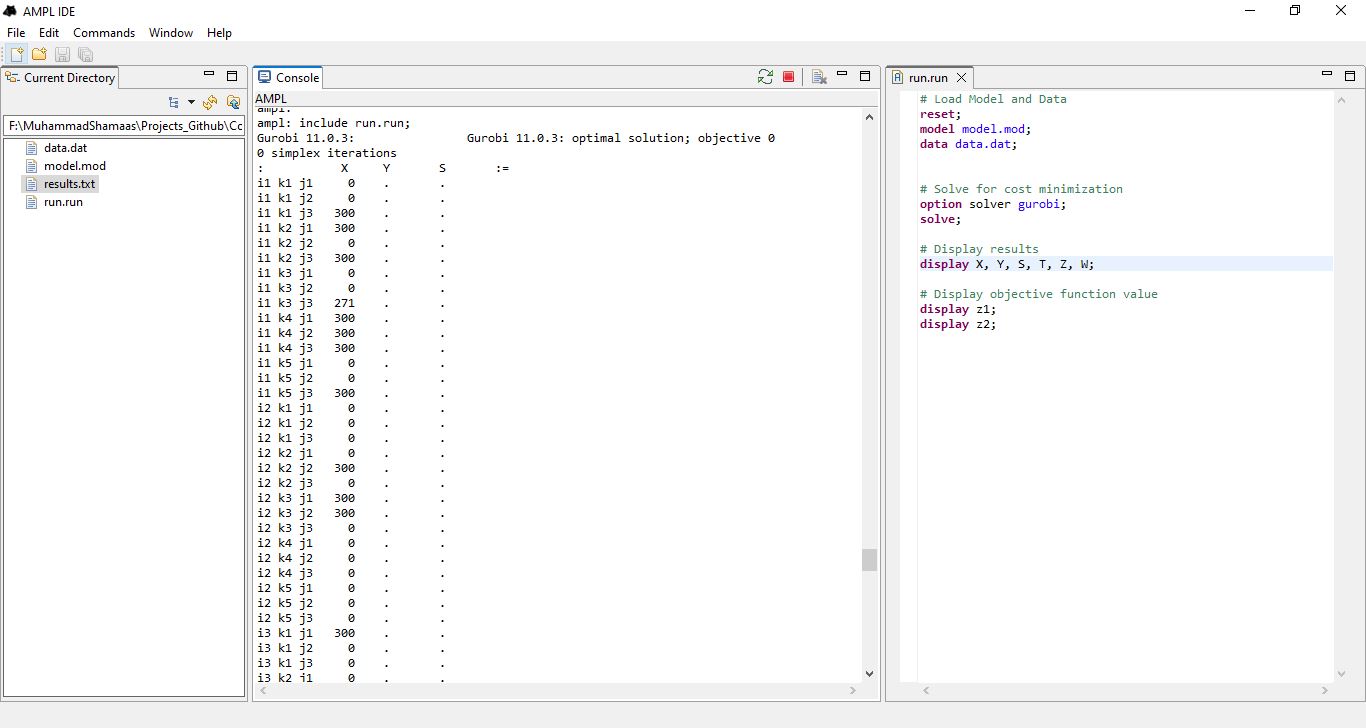 AMPL IDE
File Edit Commands Window Help
Current Directory
F:\MuhammadShamaas\Projects_Github\Cc
data.dat
model.mod
results.txt
run.run
Console
AMPL
ampl:
ampl: include run.run;
Gurobi 11.0.3: Gurobi 11.0.3: optimal solution; objective 0
0 simplex iterations
: X Y S :=
i1 k1 j1 0 . .
i1 k1 j2 0 . .
i1 k1 j3 300 . .
i1 k2 j1 300 . .
i1 k2 j2 0 . .
i1 k2 j3 300 . .
i1 k3 j1 0 . .
i1 k3 j2 0 . .
i1 k3 j3 271 . .
i1 k4 j1 300 . .
i1 k4 j2 300 . .
i1 k4 j3 300 . .
i1 k5 j1 0 . .
i1 k5 j2 0 . .
i1 k5 j3 300 . .
i2 k1 j1 0 . .
i2 k1 j2 0 . .
i2 k1 j3 0 . .
i2 k2 j1 0 . .
i2 k2 j2 300 . .
i2 k2 j3 0 . .
i2 k3 j1 300 . .
i2 k3 j2 300 . .
i2 k3 j3 0 . .
i2 k4 j1 0 . .
i2 k4 j2 0 . .
i2 k4 j3 0 . .
i2 k5 j1 0 . .
i2 k5 j2 0 . .
i2 k5 j3 0 . .
i3 k1 j1 300 . .
i3 k1 j2 0 . .
i3 k1 j3 0 . .
i3 k2 j1 0 . .
run.run
# Load Model and Data
reset;
model model.mod;
data data.dat;
# Solve for cost minimization
option solver gurobi;
solve;
# Display results
display X, Y, S, T, Z, W;
# Display objective function value
display z1;
display z2;